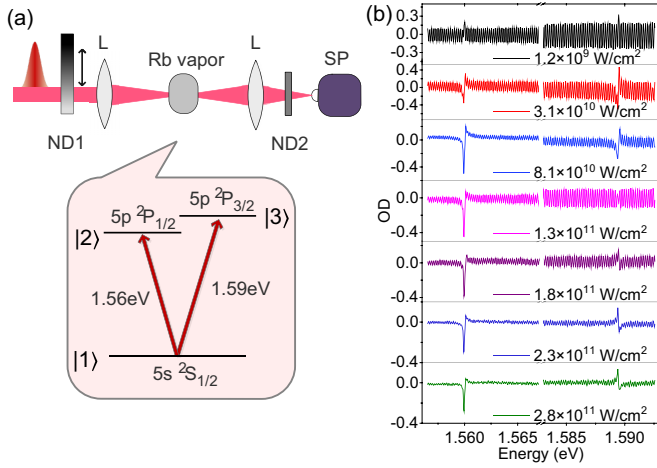 (a)
L
Rb vapor
L
SP
ND1
ND2
5p ²P₁/₂
5p ²P₃/₂
|3⟩
|2⟩
1.56eV
1.59eV
|1⟩
5s ²S₁/₂
(b)
0.3
0.0
-0.3
1.2×10⁹ W/cm²
0.4
0.0
-0.4
3.1×10¹⁰ W/cm²
0.0
-0.4
8.1×10¹⁰ W/cm²
0.0
-0.4
1.3×10¹¹ W/cm²
0.0
-0.4
1.8×10¹¹ W/cm²
0.0
-0.4
2.3×10¹¹ W/cm²
0.0
-0.4
2.8×10¹¹ W/cm²
OD
1.560 1.565 1.585 1.590
Energy (eV)